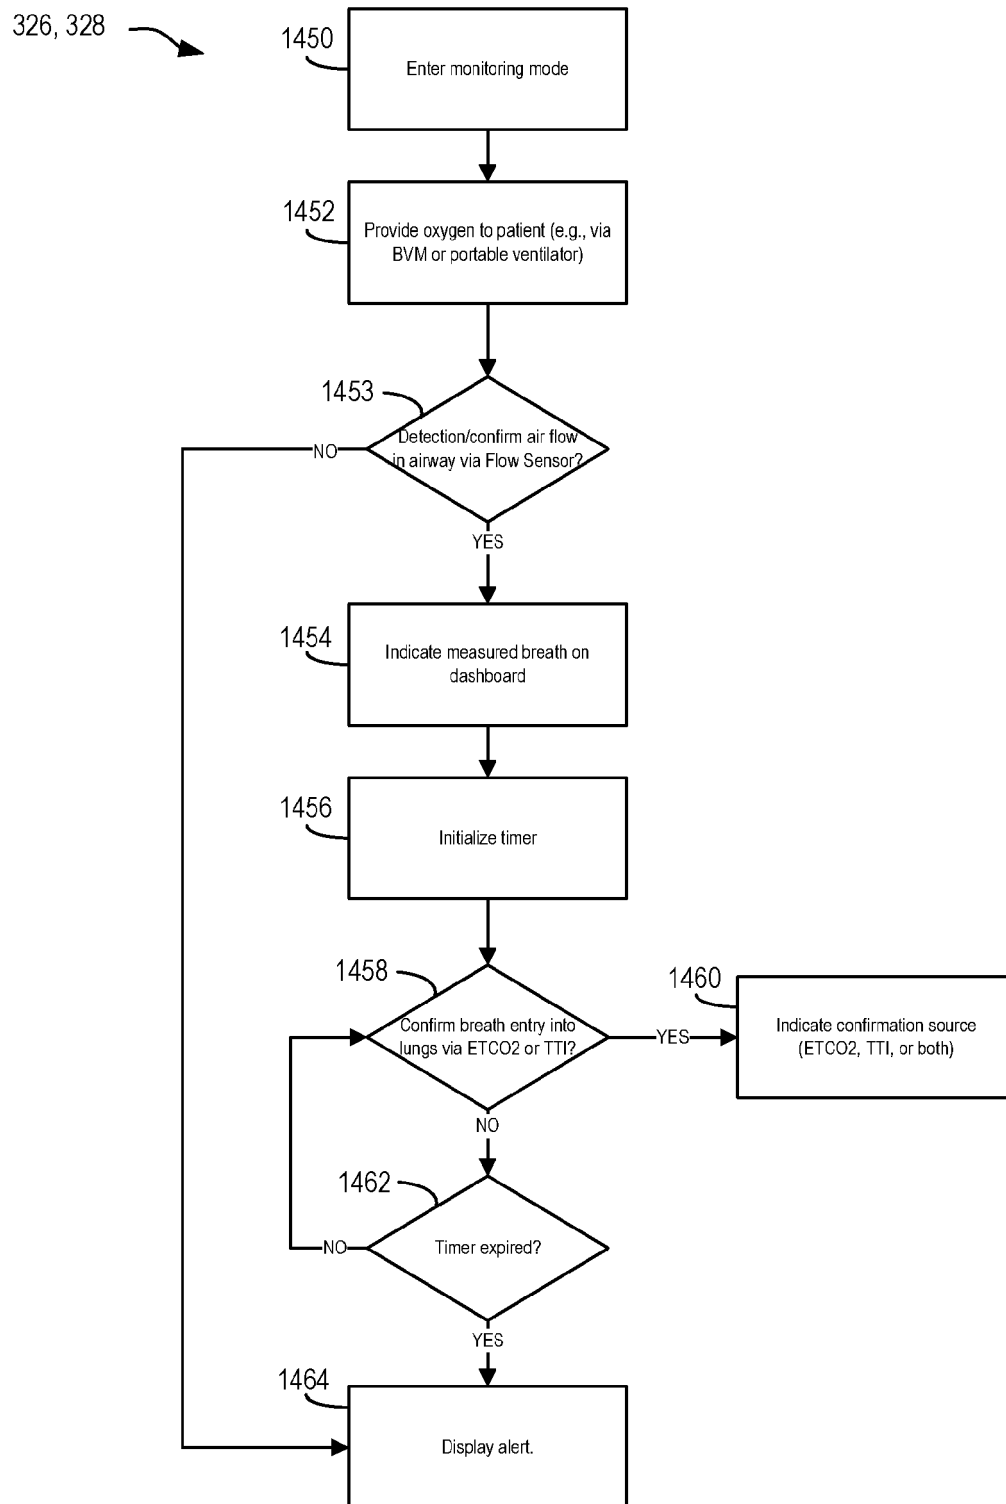 326, 328
1450
Enter monitoring mode
1452
Provide oxygen to patient (e.g., via
BVM or portable ventilator)
1453
Detection/confirm air flow
in airway via Flow Sensor?
NO
YES
1454
Indicate measured breath on
dashboard
1456
Initialize timer
1458
1460
Confirm breath entry into
lungs via ETCO2 or TTI?
YES
Indicate confirmation source
(ETCO2, TTI, or both)
NO
1462
Timer expired?
NO
YES
1464
Display alert.